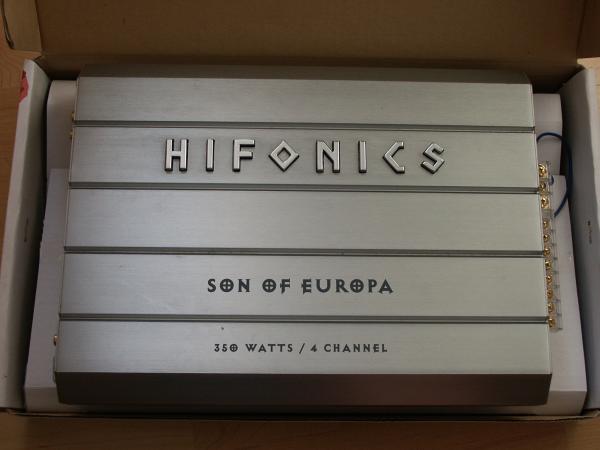 HIFONICS
SON OF EUROPA
350 WATTS / 4 CHANNEL